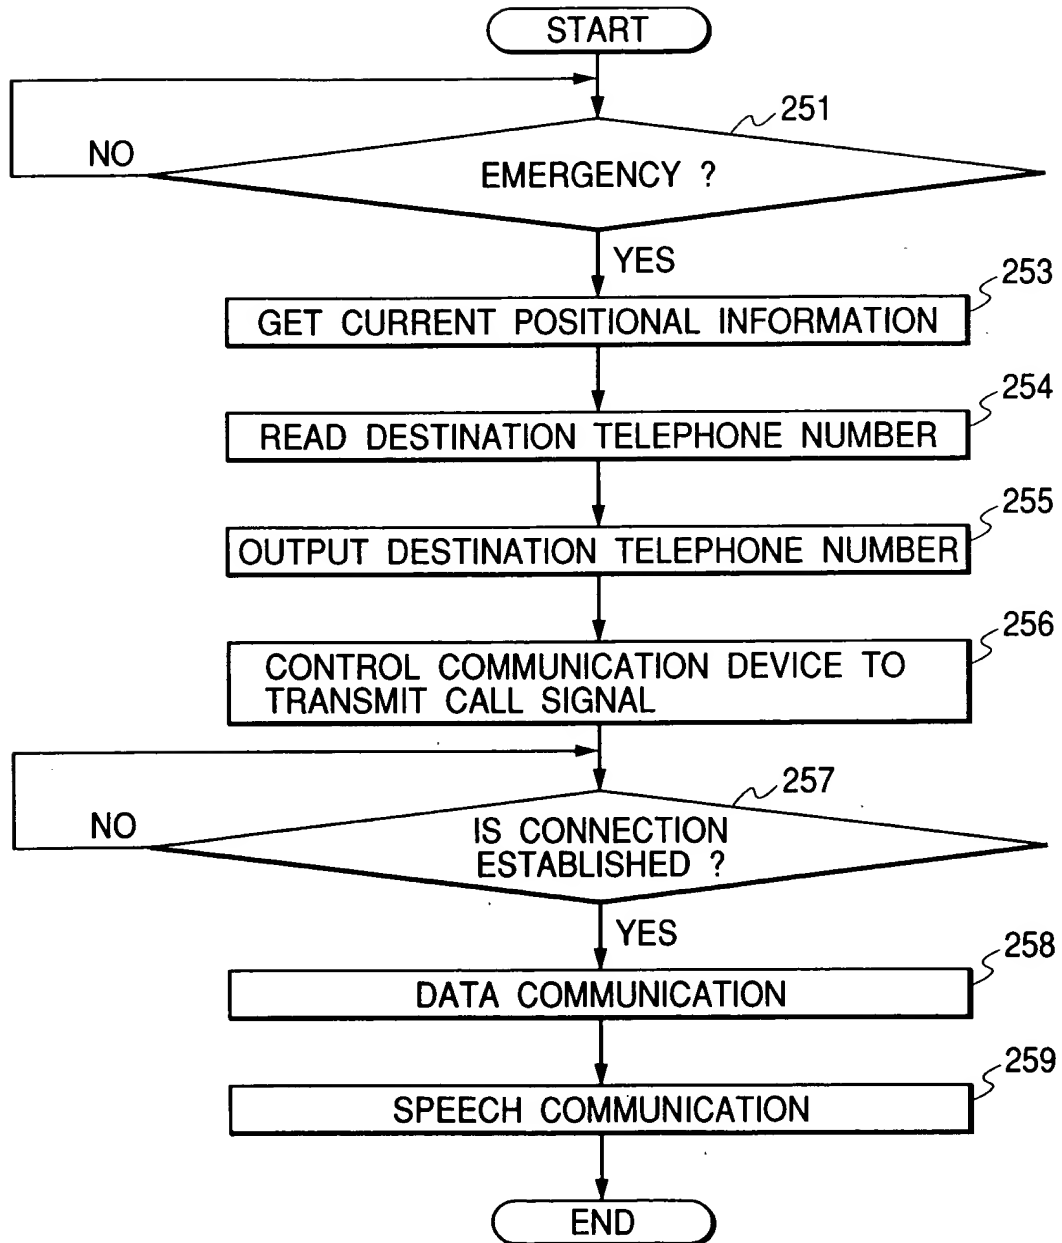 START
251
NO
EMERGENCY ?
YES
253
GET CURRENT POSITIONAL INFORMATION
254
READ DESTINATION TELEPHONE NUMBER
255
OUTPUT DESTINATION TELEPHONE NUMBER
256
CONTROL COMMUNICATION DEVICE TO
TRANSMIT CALL SIGNAL
257
NO
IS CONNECTION
ESTABLISHED ?
YES
258
DATA COMMUNICATION
259
SPEECH COMMUNICATION
END